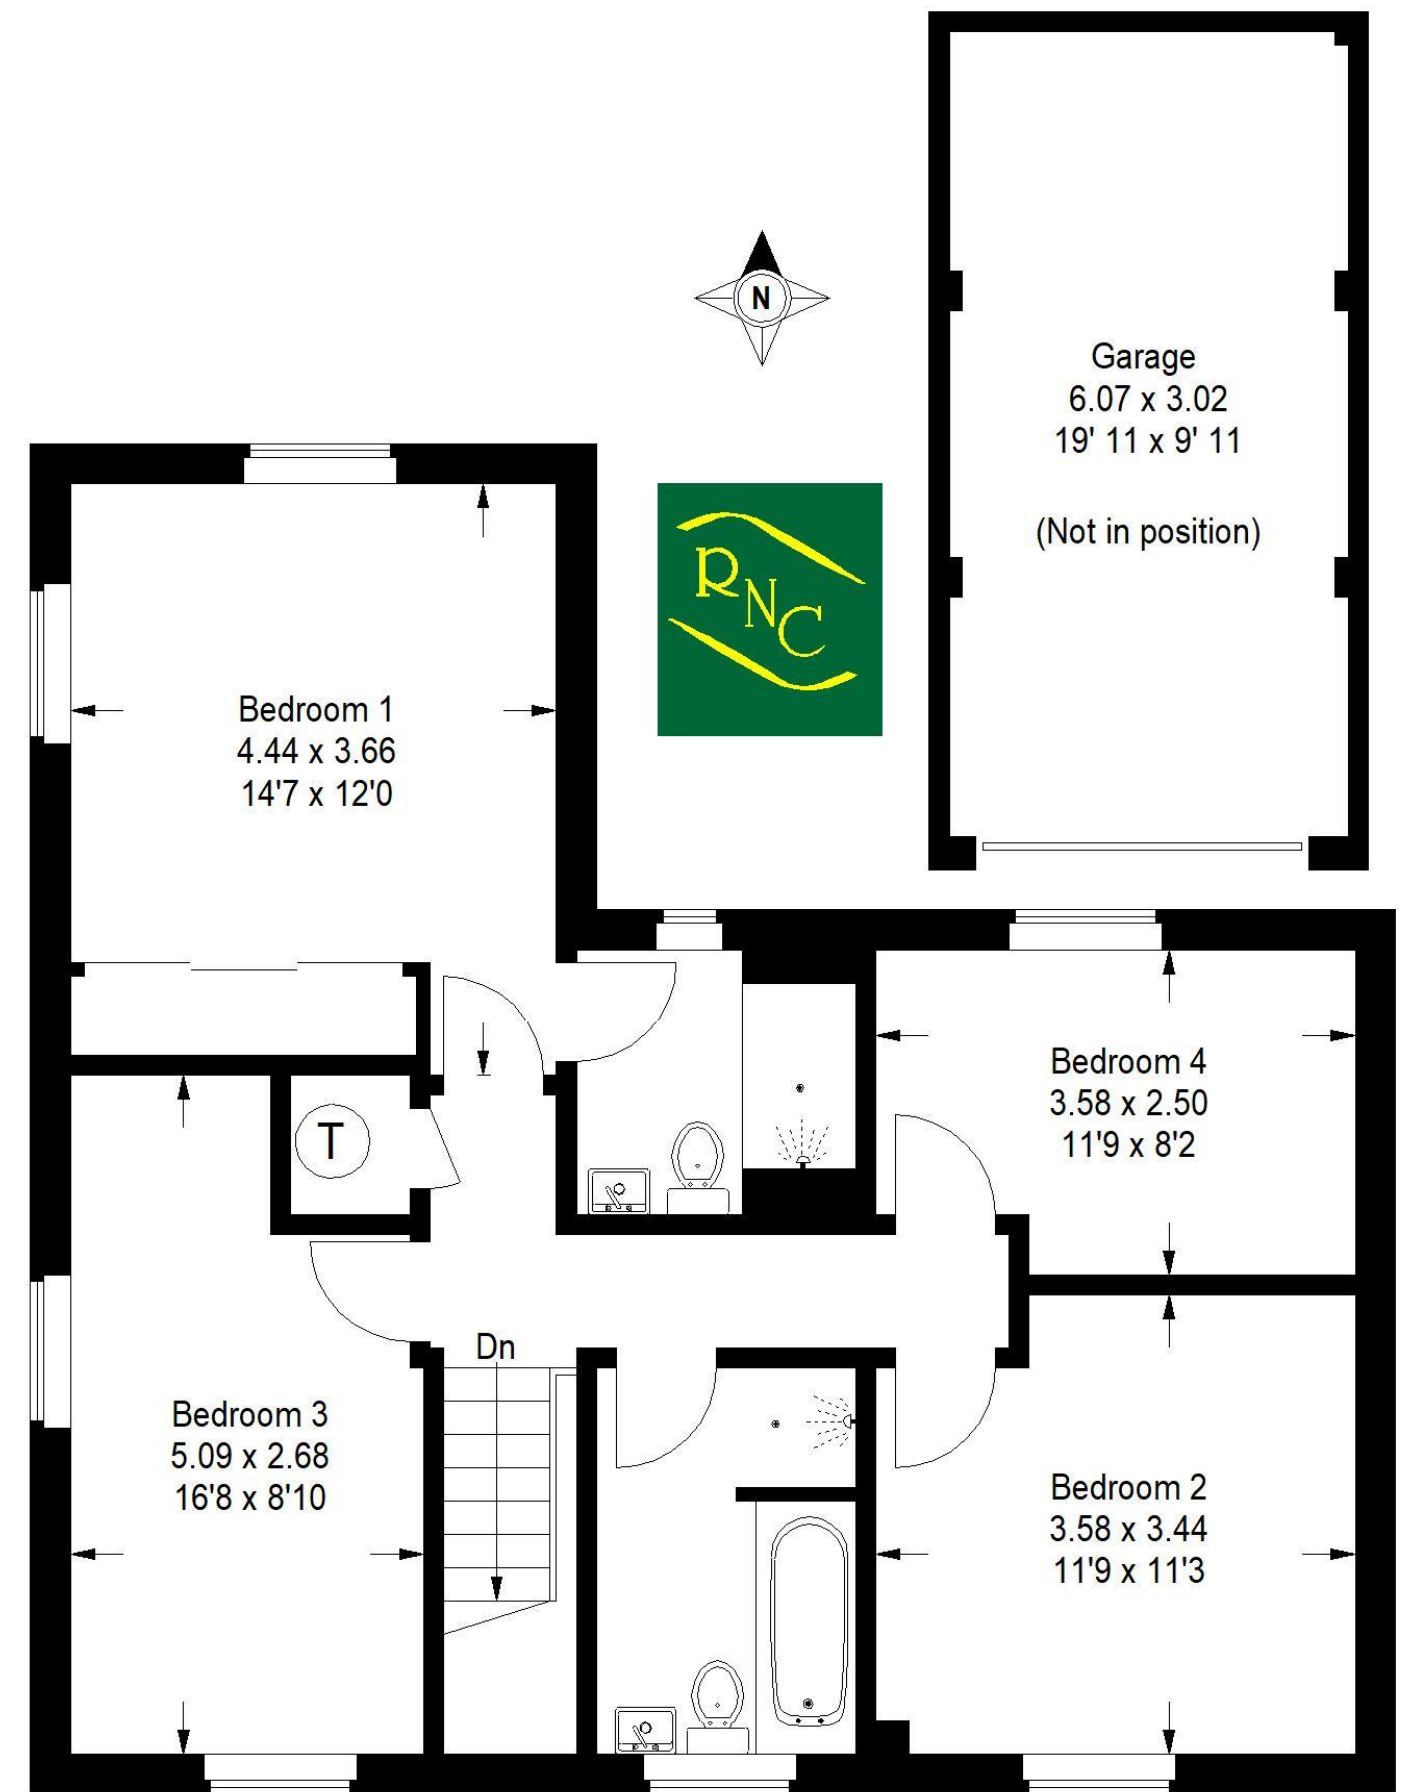 Garage
6.07 x 3.02
19' 11 x 9' 11
(Not in position)
N
RNC
Bedroom 1
4.44 x 3.66
14'7 x 12'0
Bedroom 4
3.58 x 2.50
11'9 x 8'2
T
Dn
Bedroom 3
5.09 x 2.68
16'8 x 8'10
Bedroom 2
3.58 x 3.44
11'9 x 11'3